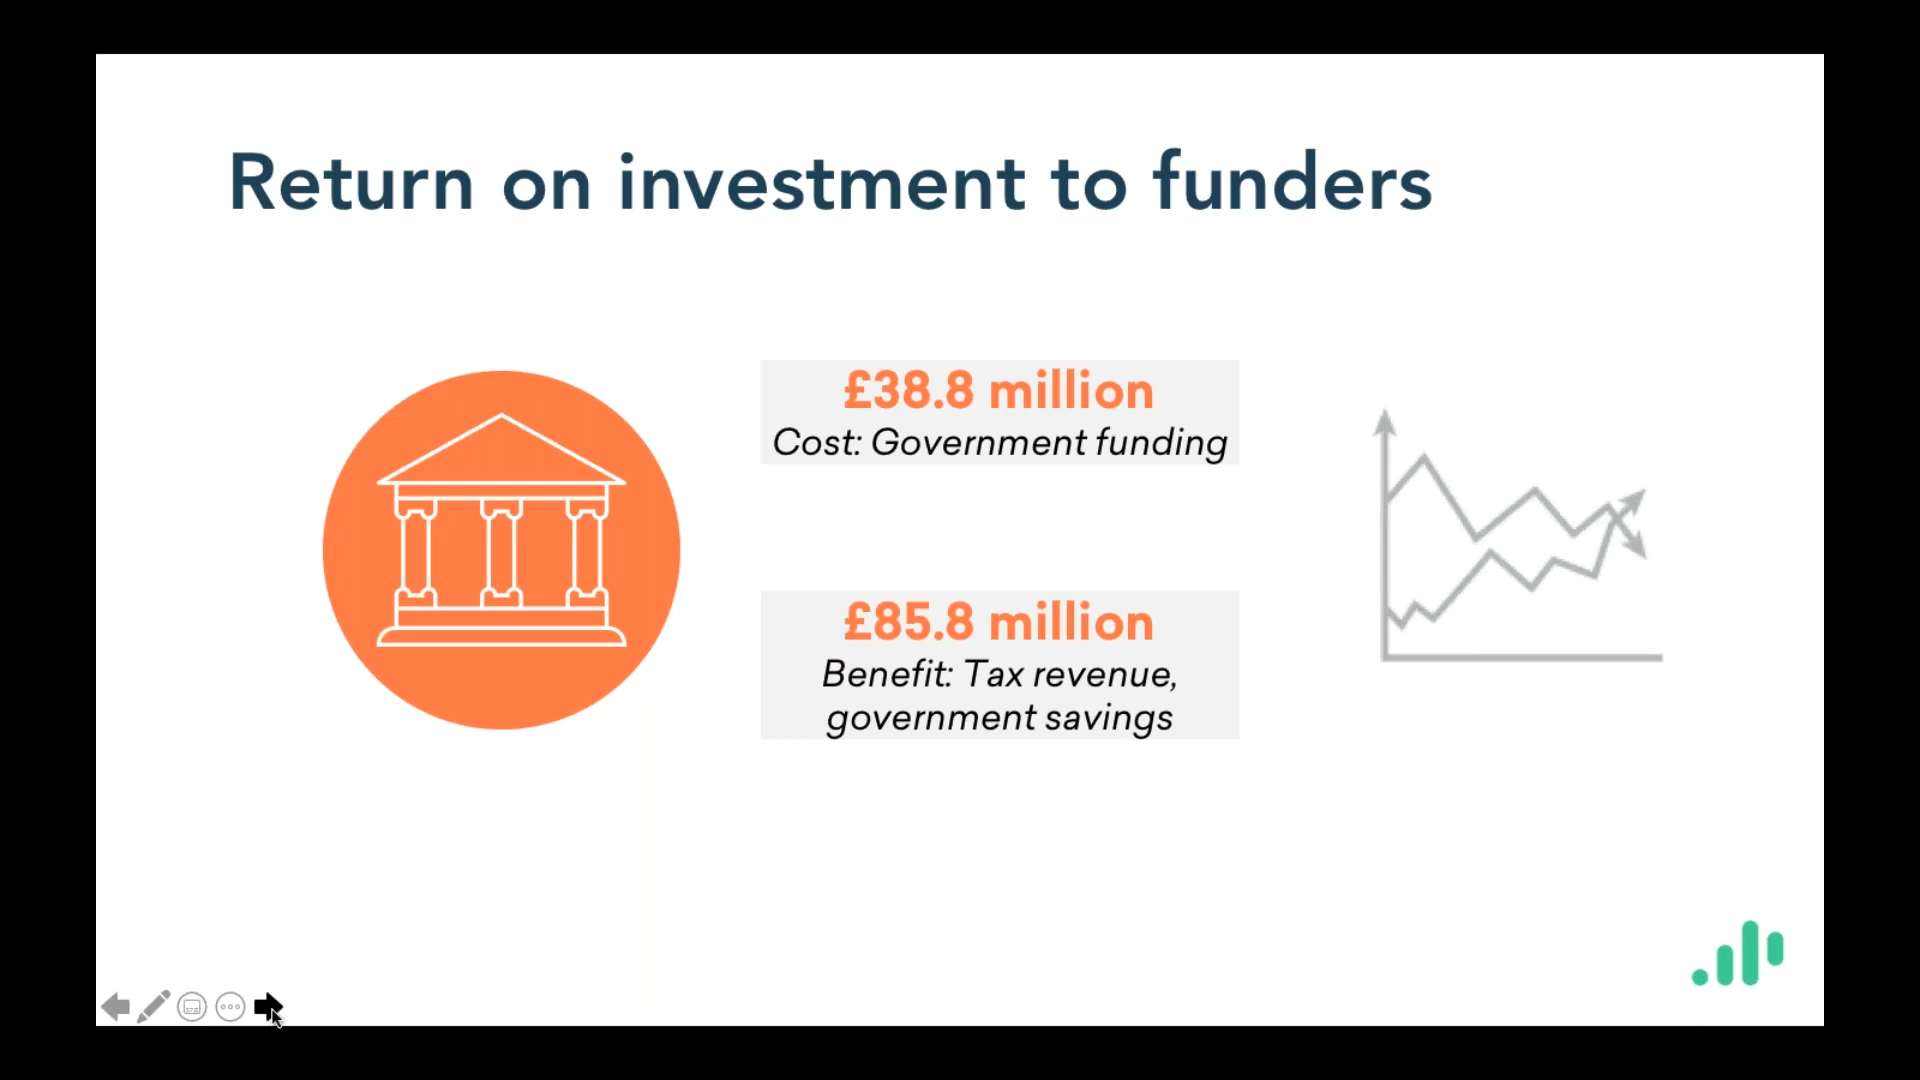 Return on investment to funders
£38.8 million
Cost: Government funding
£85.8 million
Benefit: Tax revenue,
government savings